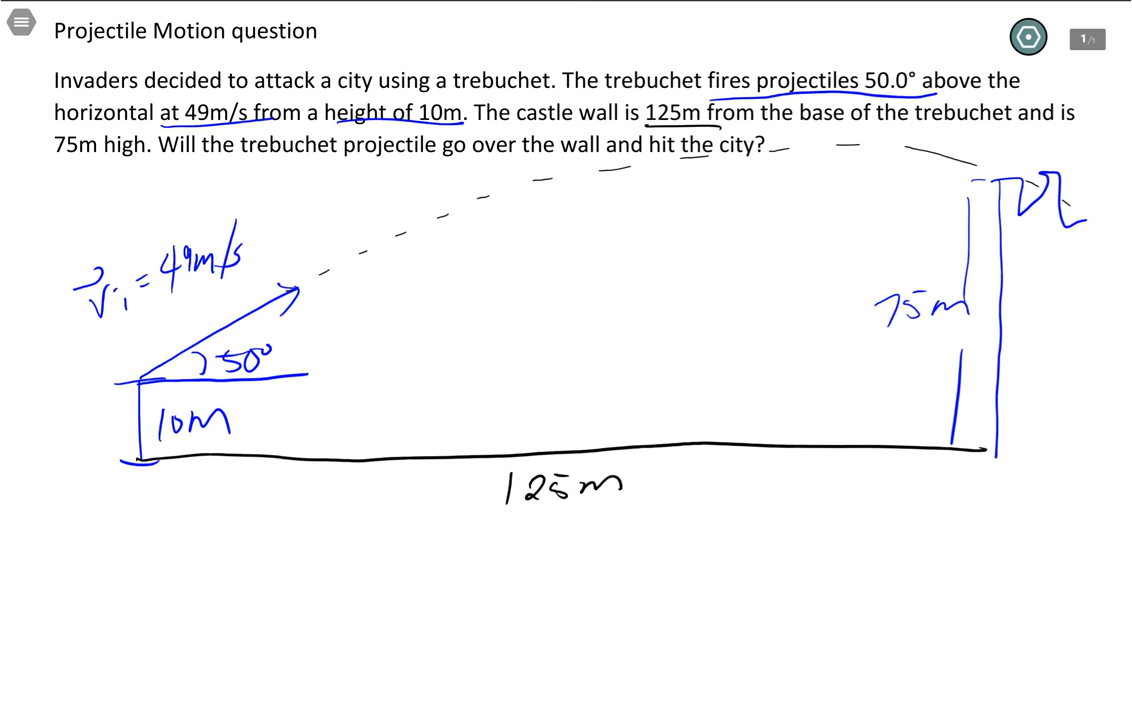 Projectile Motion question
1/1
Invaders decided to attack a city using a trebuchet. The trebuchet fires projectiles 50.0° above the
horizontal at 49m/s from a height of 10m. The castle wall is 125m from the base of the trebuchet and is
75m high. Will the trebuchet projectile go over the wall and hit the city?
Vi = 49m/s
75m
50°
10m
125m